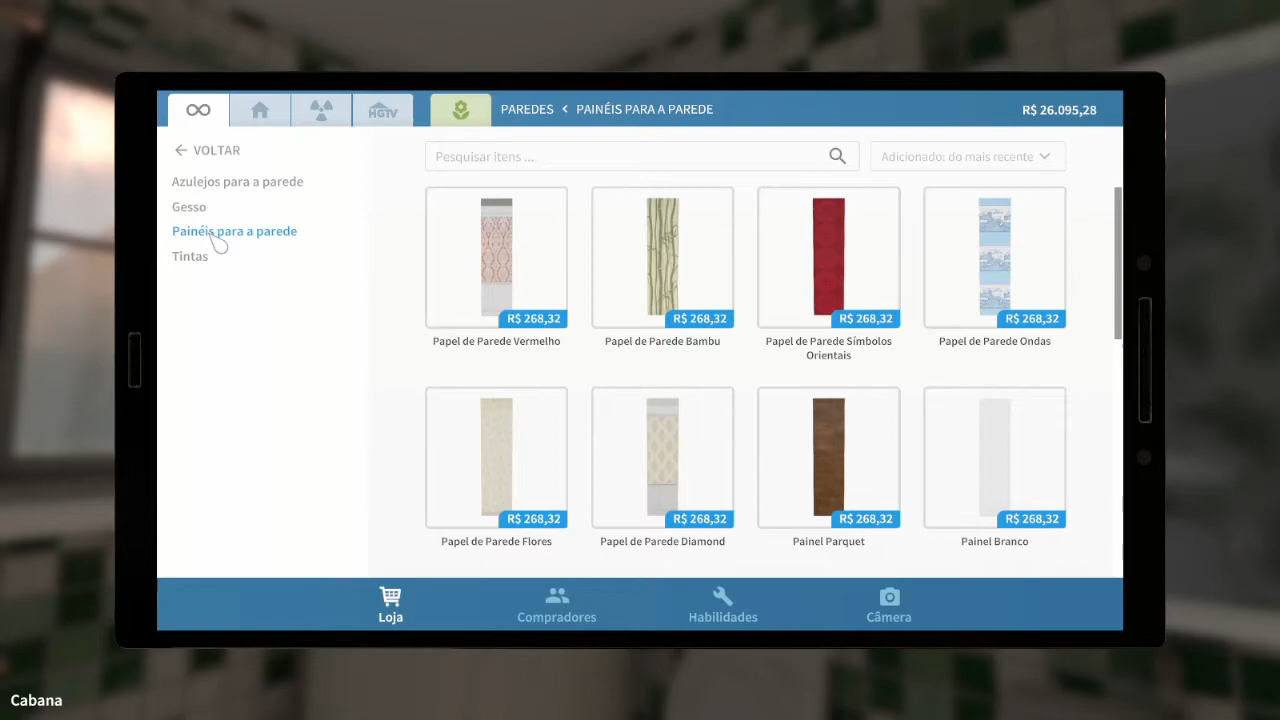 HGTV
PAREDES < PAINÉIS PARA A PAREDE
R$ 26.095,28
VOLTAR
Azulejos para a parede
Gesso
Painéis para a parede
Tintas
Pesquisar itens ...
Adicionado: do mais recente
R$ 268,32
R$ 268,32
R$ 268,32
R$ 268,32
Papel de Parede Vermelho
Papel de Parede Bambu
Papel de Parede Símbolos
Orientais
Papel de Parede Ondas
R$ 268,32
R$ 268,32
R$ 268,32
R$ 268,32
Papel de Parede Flores
Papel de Parede Diamond
Painel Parquet
Painel Branco
Loja
Compradores
Habilidades
Câmera
Cabana